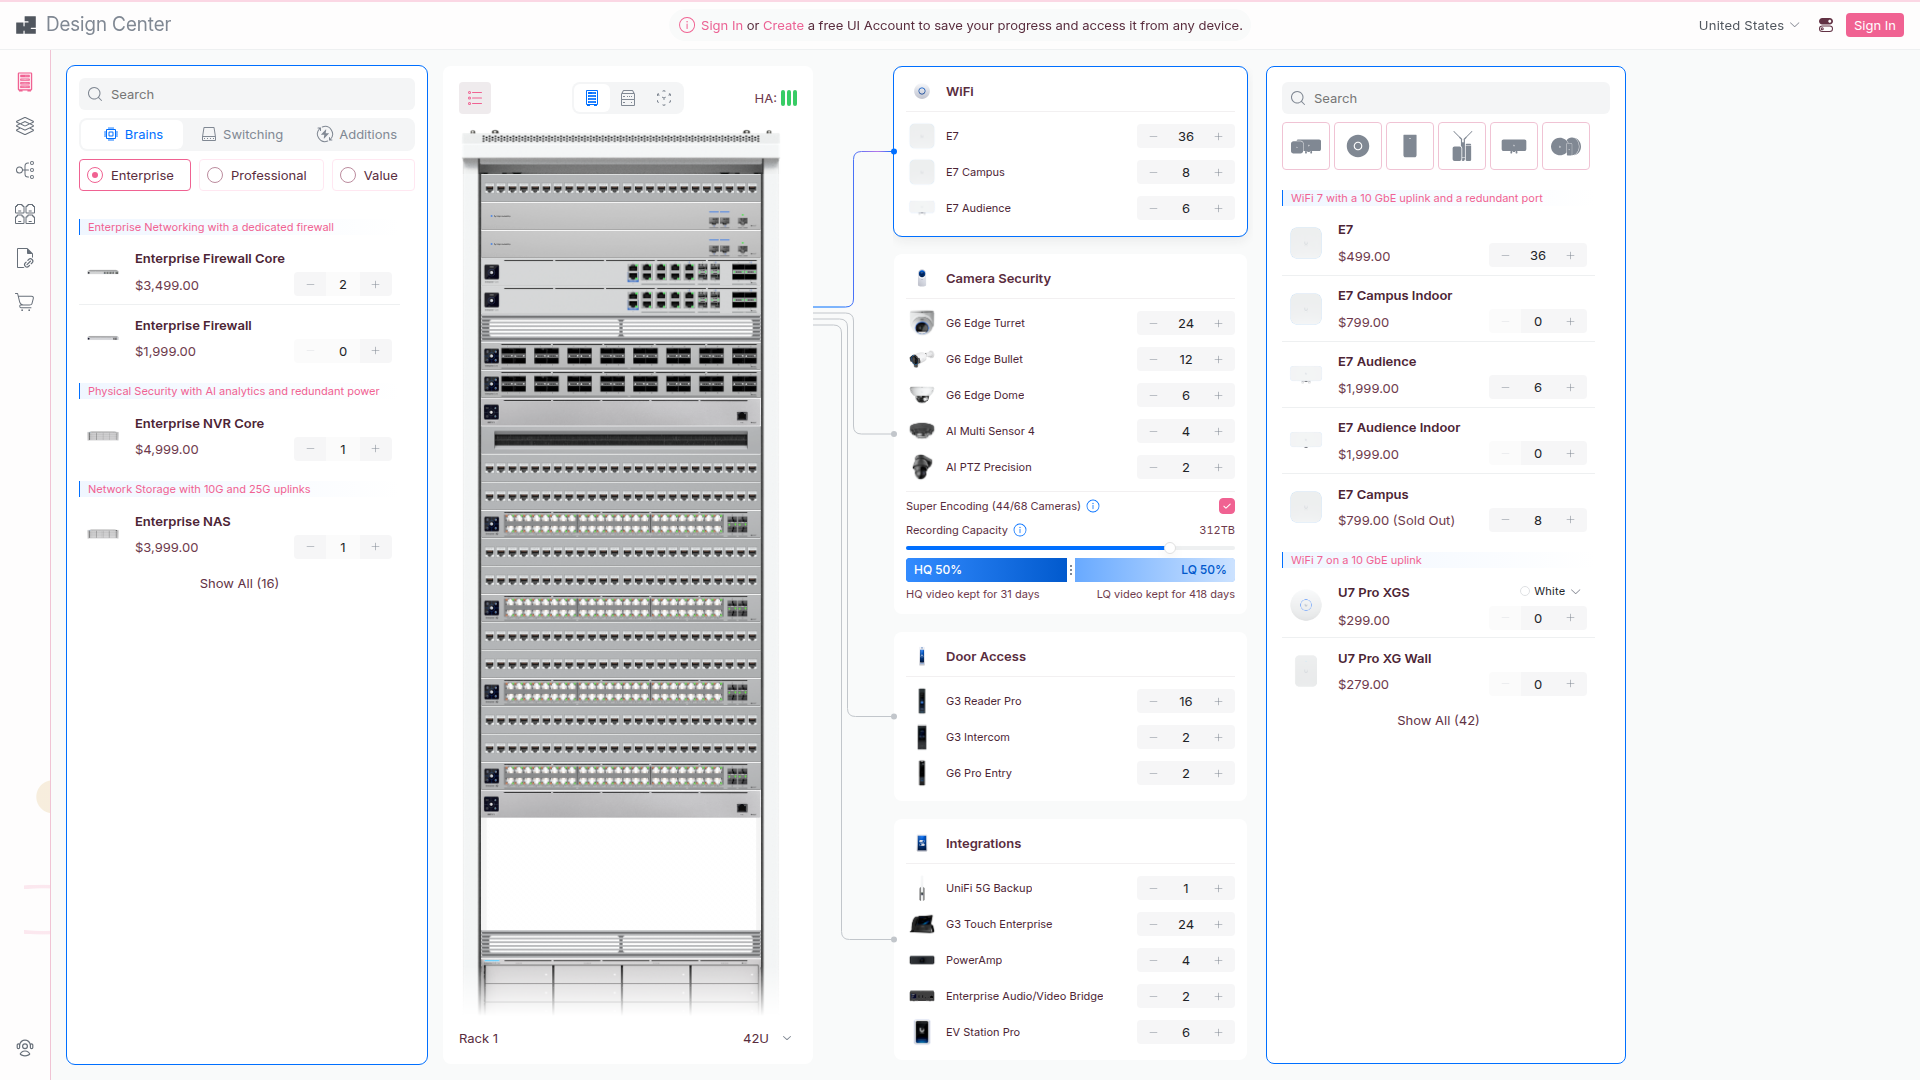 Design Center
Sign In or Create a free UI Account to save your progress and access it from any device.
United States
Sign In
Search
Brains
Switching
Additions
Enterprise
Professional
Value
Enterprise Networking with a dedicated firewall
Enterprise Firewall Core
$3,499.00
2
Enterprise Firewall
$1,999.00
0
Physical Security with AI analytics and redundant power
Enterprise NVR Core
$4,999.00
1
Network Storage with 10G and 25G uplinks
Enterprise NAS
$3,999.00
1
Show All (16)
HA:
Rack 1
42U
WiFi
E7
36
E7 Campus
8
E7 Audience
6
Camera Security
G6 Edge Turret
24
G6 Edge Bullet
12
G6 Edge Dome
6
AI Multi Sensor 4
4
AI PTZ Precision
2
Super Encoding (44/68 Cameras)
Recording Capacity
312TB
HQ 50%
LQ 50%
HQ video kept for 31 days
LQ video kept for 418 days
Door Access
G3 Reader Pro
16
G3 Intercom
2
G6 Pro Entry
2
Integrations
UniFi 5G Backup
1
G3 Touch Enterprise
24
PowerAmp
4
Enterprise Audio/Video Bridge
2
EV Station Pro
6
Search
WiFi 7 with a 10 GbE uplink and a redundant port
E7
$499.00
36
E7 Campus Indoor
$799.00
0
E7 Audience
$1,999.00
6
E7 Audience Indoor
$1,999.00
0
E7 Campus
$799.00 (Sold Out)
8
WiFi 7 on a 10 GbE uplink
U7 Pro XGS
White
$299.00
0
U7 Pro XG Wall
$279.00
0
Show All (42)